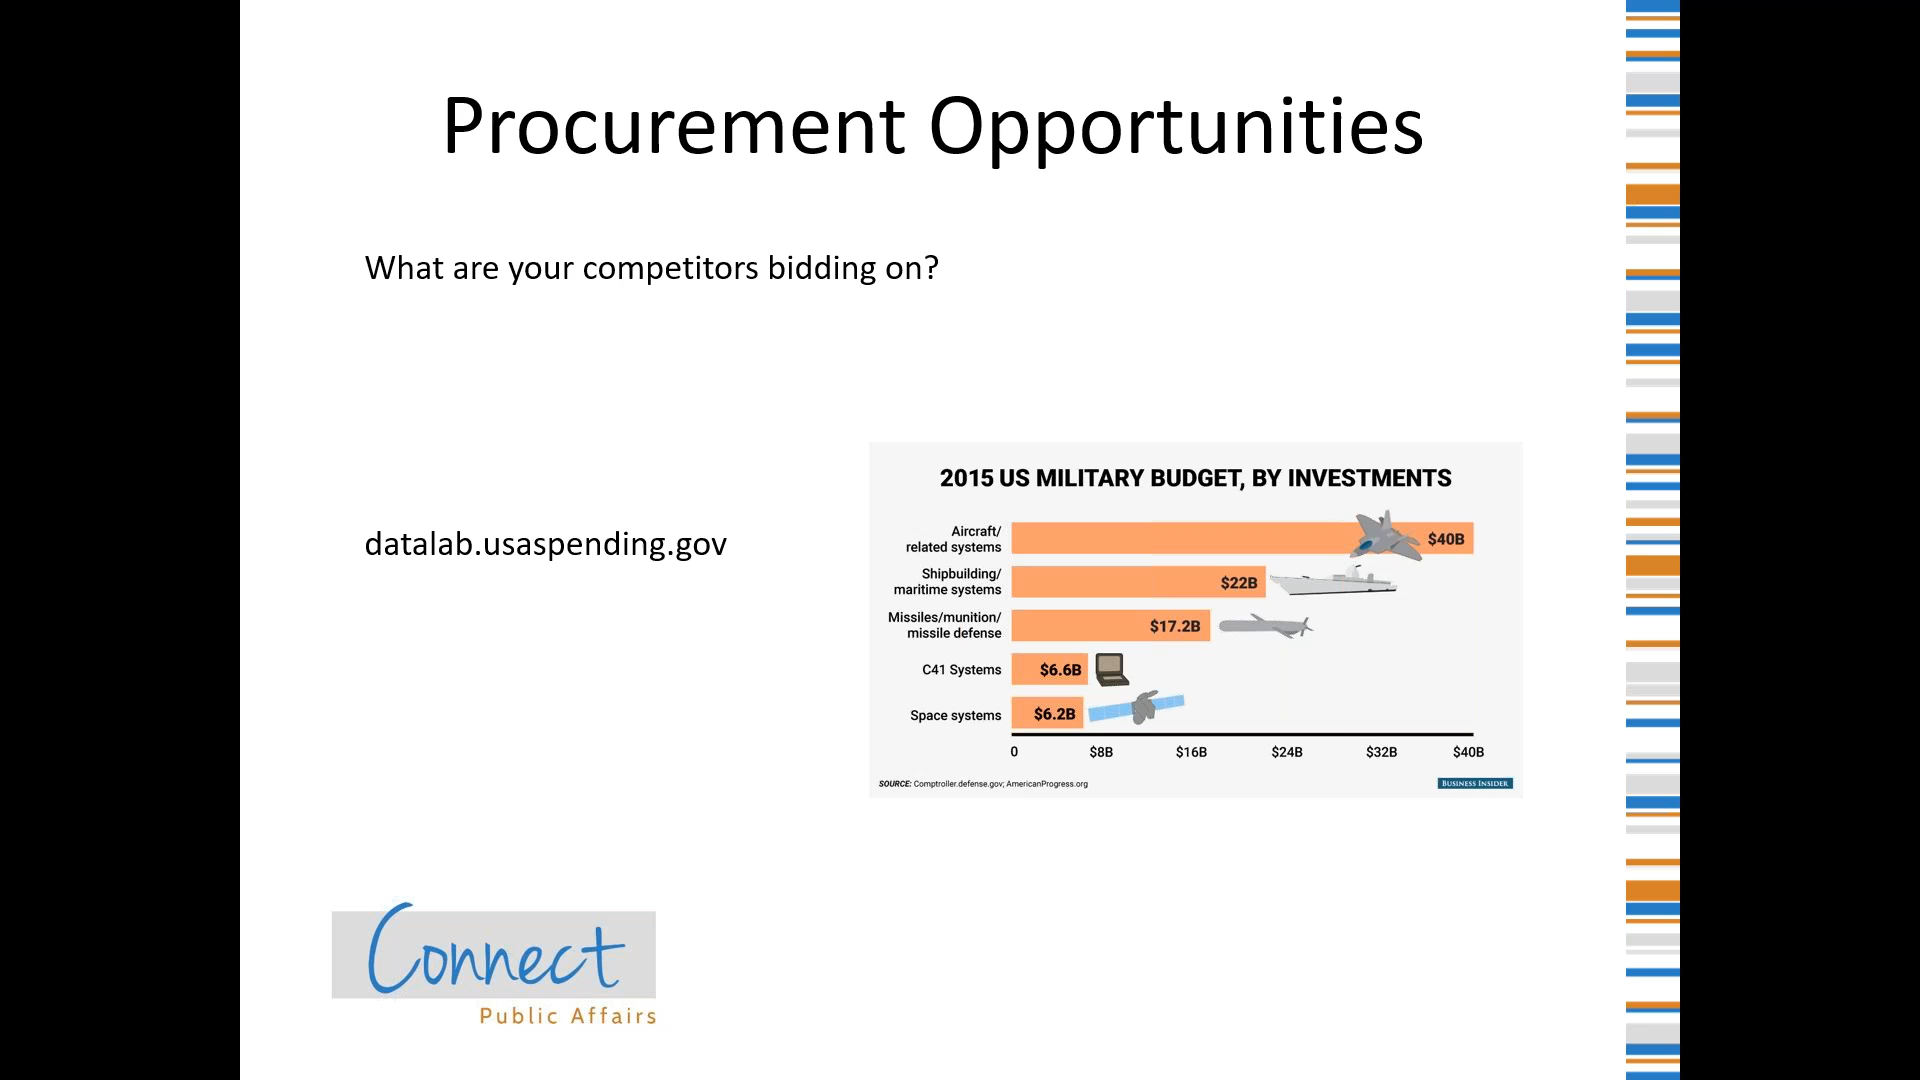 Procurement Opportunities
What are your competitors bidding on?
datalab.usaspending.gov
2015 US MILITARY BUDGET, BY INVESTMENTS
Aircraft/
related systems
$40B
Shipbuilding/
maritime systems
$22B
Missiles/munition/
missile defense
$17.2B
C41 Systems
$6.6B
Space systems
$6.2B
0 $8B $16B $24B $32B $40B
SOURCE: Comptroller.defense.gov; AmericanProgress.org
BUSINESS INSIDER
Connect
Public Affairs